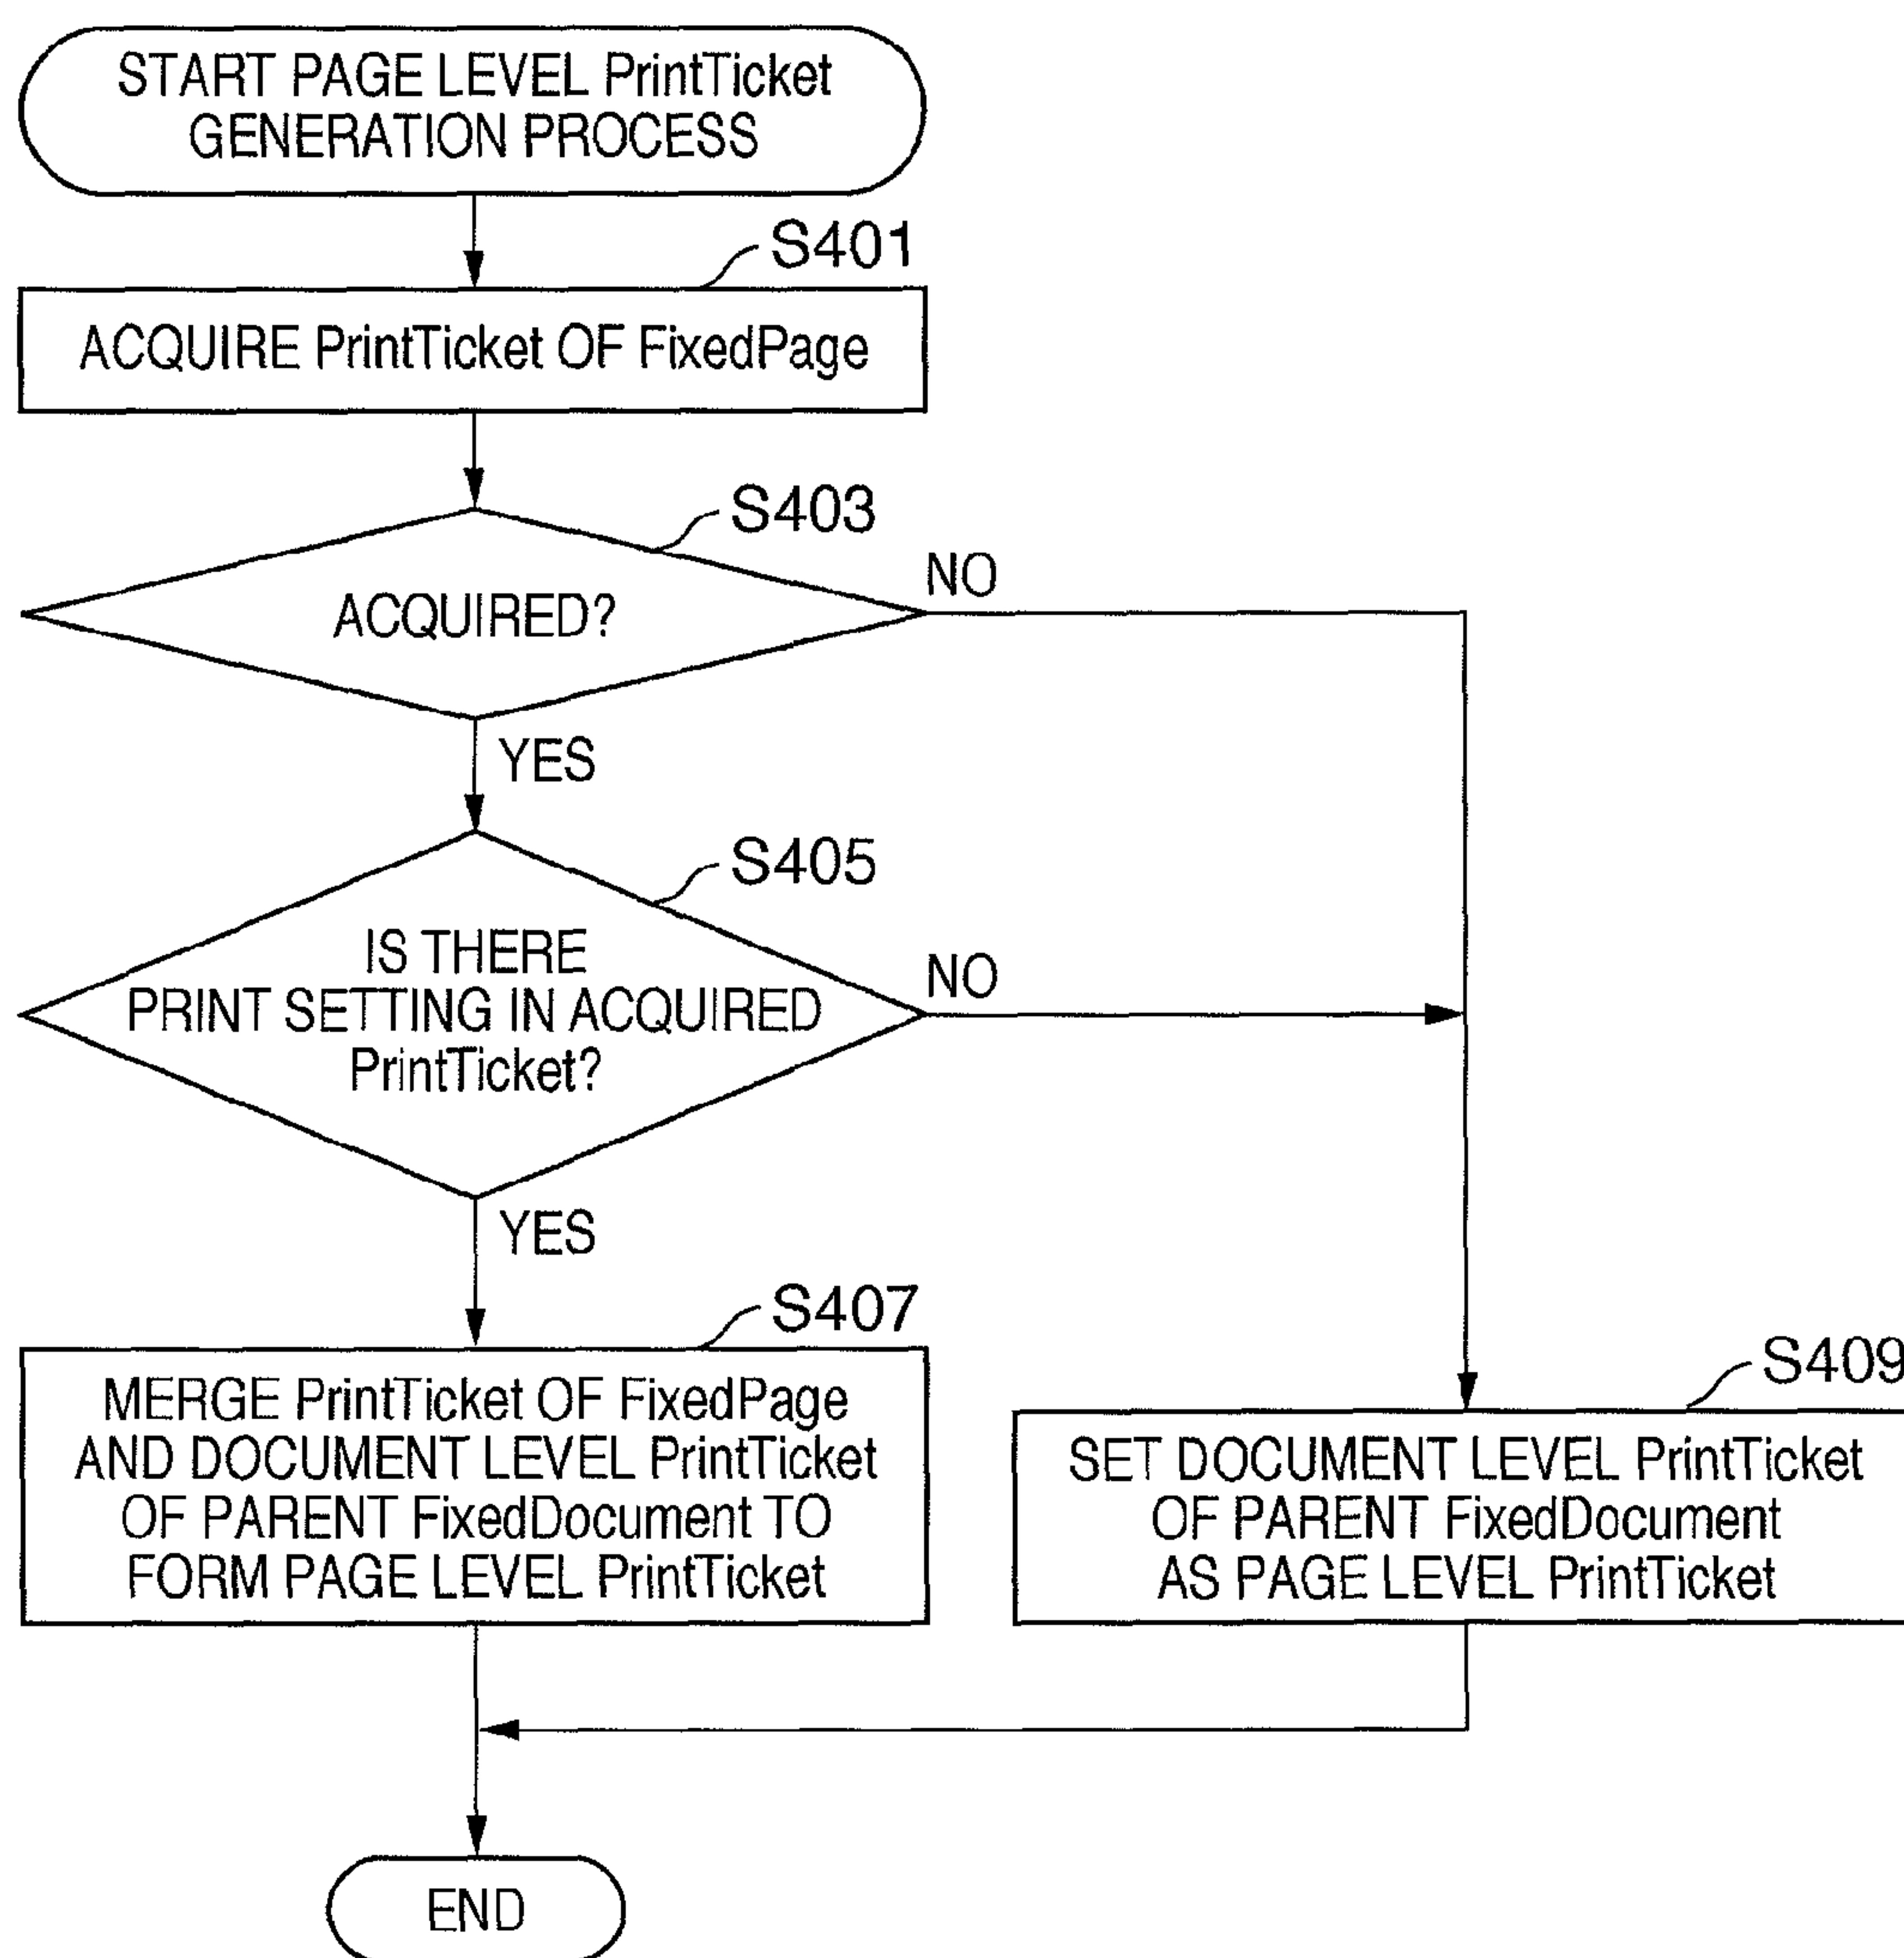 START PAGE LEVEL PrintTicket
GENERATION PROCESS
S401
ACQUIRE PrintTicket OF FixedPage
S403
ACQUIRED?
NO
YES
S405
IS THERE
PRINT SETTING IN ACQUIRED
PrintTicket?
NO
YES
S407
MERGE PrintTicket OF FixedPage
AND DOCUMENT LEVEL PrintTicket
OF PARENT FixedDocument TO
FORM PAGE LEVEL PrintTicket
S409
SET DOCUMENT LEVEL PrintTicket
OF PARENT FixedDocument
AS PAGE LEVEL PrintTicket
END